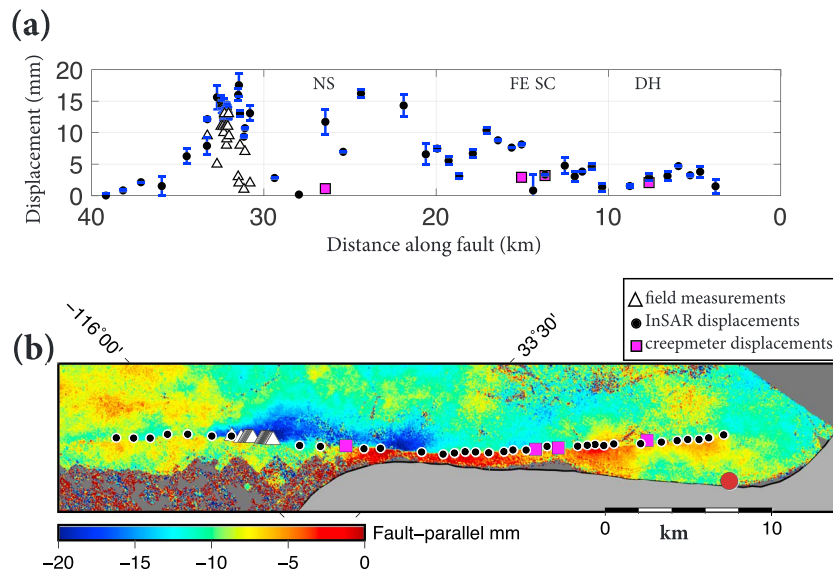 (a)
20
15
10
5
0
Displacement (mm)
NS
FE SC
DH
40
30
20
10
0
Distance along fault (km)
field measurements
InSAR displacements
creepmeter displacements
(b)
−116°00'
33°30'
Fault−parallel mm
−20
−15
−10
−5
0
0
km
10